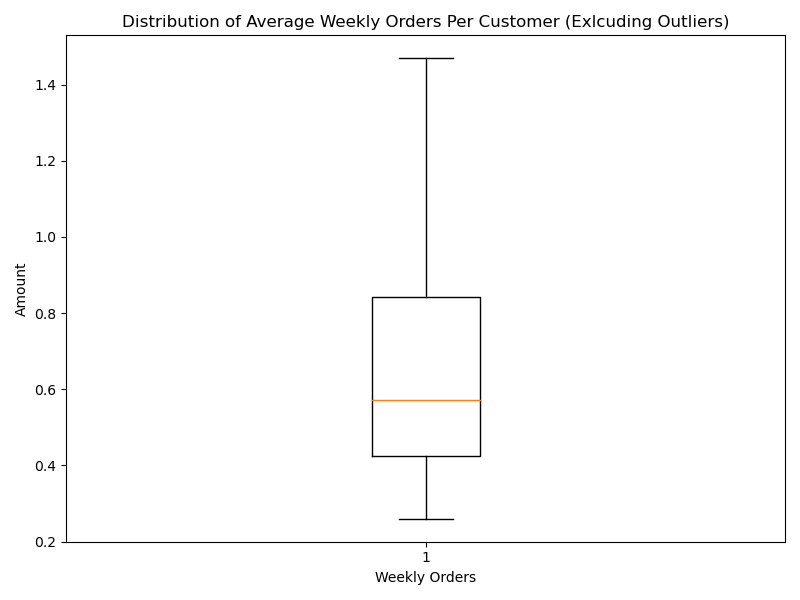 Distribution of Average Weekly Orders Per Customer (Exlcuding Outliers)
1.4
1.2
1.0
0.8
0.6
0.4
0.2
Amount
1
Weekly Orders